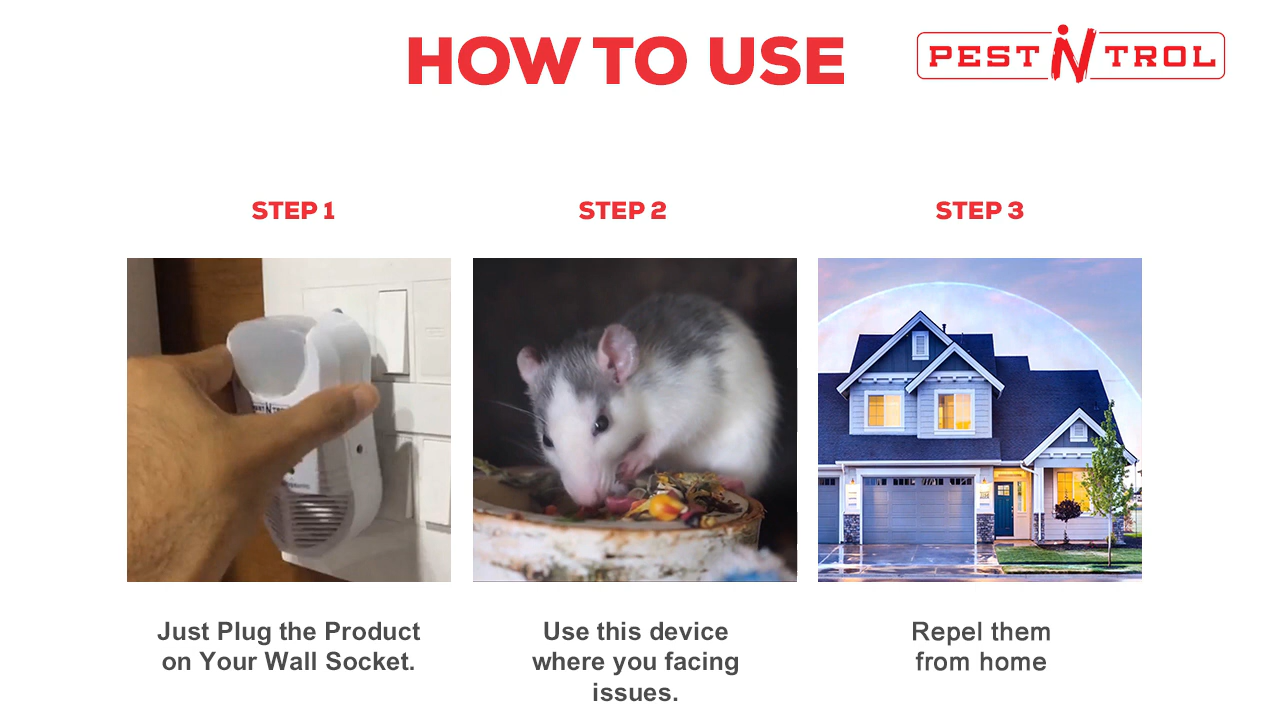 HOW TO USE
PEST N TROL
STEP 1
STEP 2
STEP 3
Just Plug the Product
on Your Wall Socket.
Use this device
where you facing
issues.
Repel them
from home